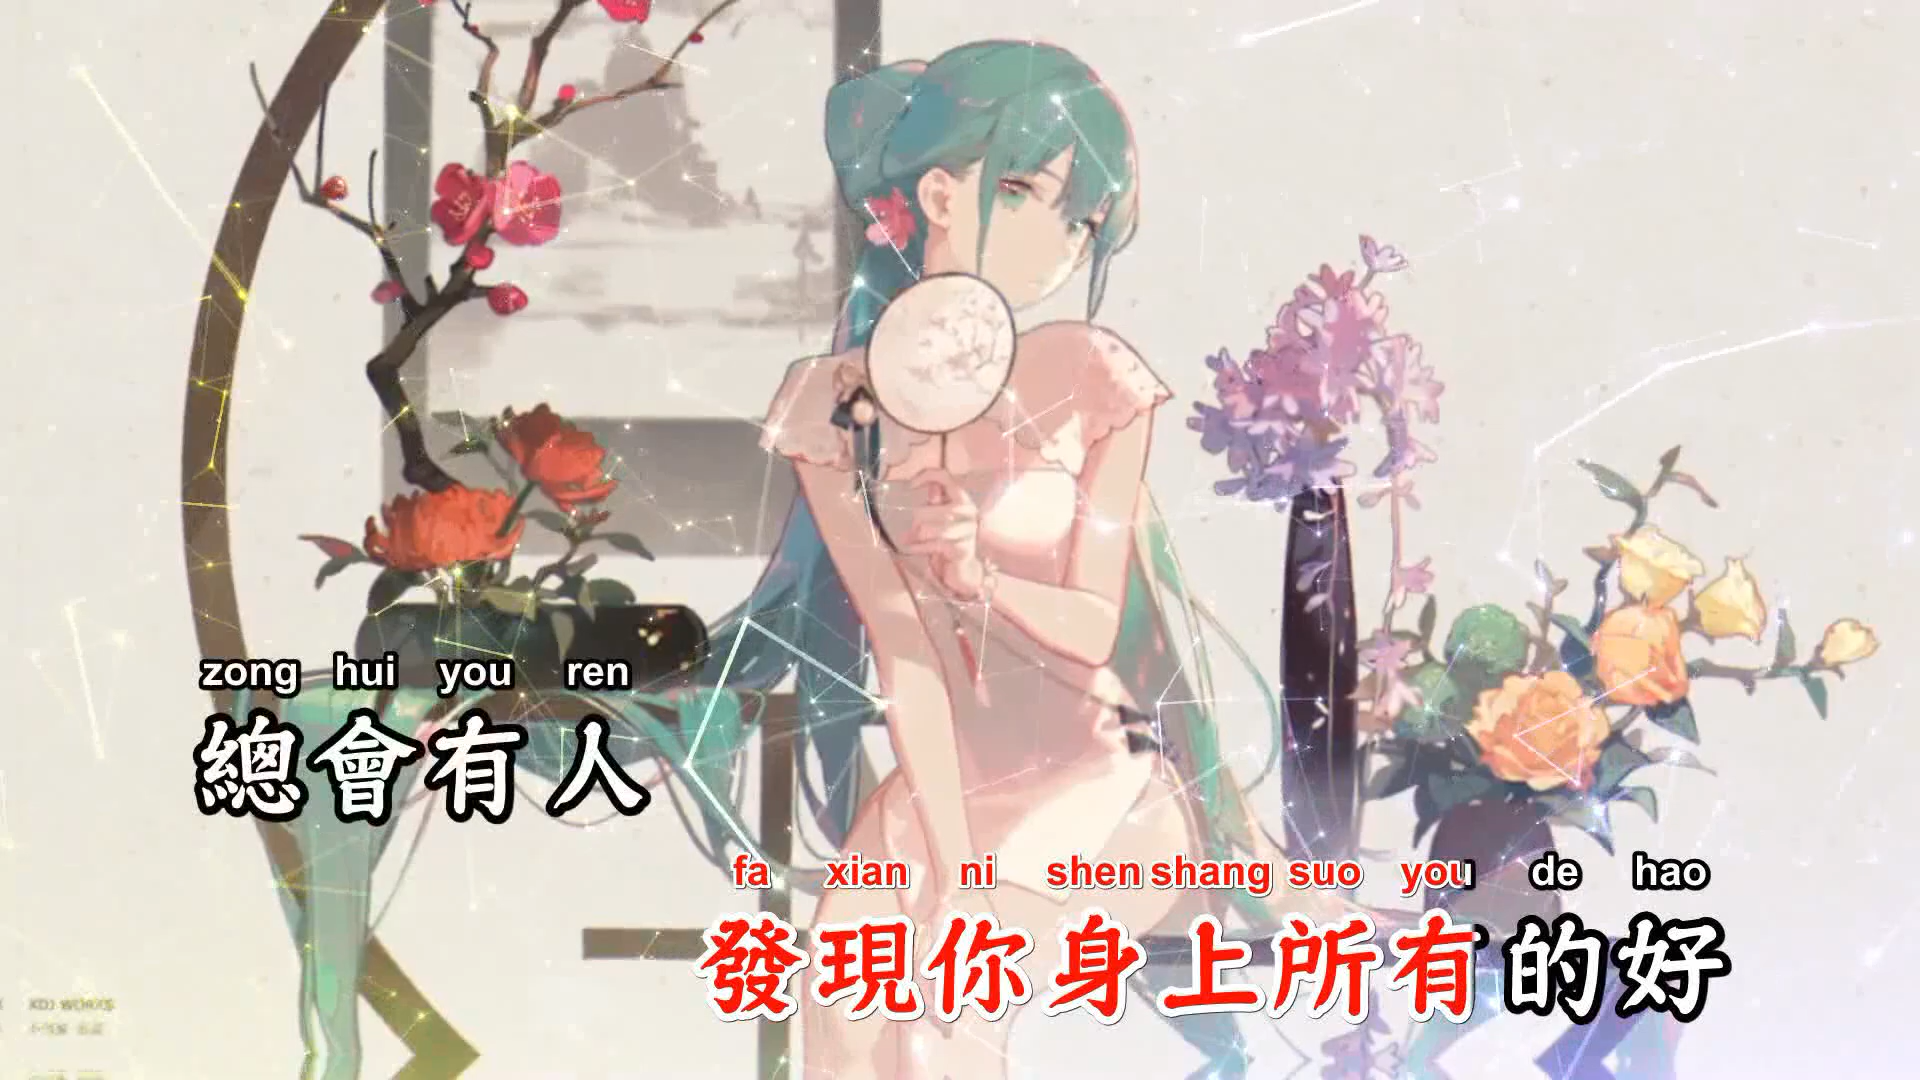 zong hui you ren
總會有人
fa xian ni shen shang suo you de hao
發現你身上所有的好